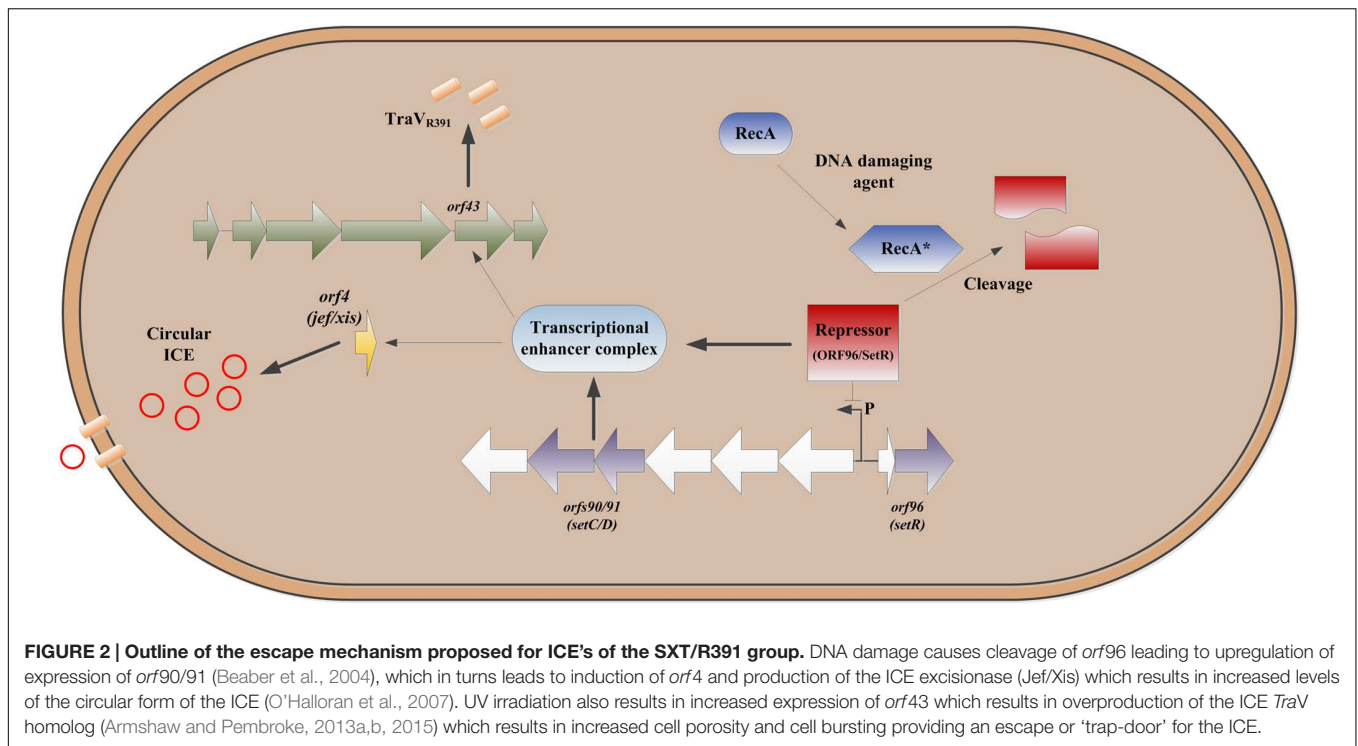 TraV R391
orf43
RecA
DNA damaging
agent
RecA*
Cleavage
orf4
(jef/xis)
Circular
ICE
Transcriptional
enhancer complex
Repressor
(ORF96/SetR)
P
orfs90/91
(setC/D)
orf96
(setR)
FIGURE 2 | Outline of the escape mechanism proposed for ICE's of the SXT/R391 group. DNA damage causes cleavage of orf96 leading to upregulation of
expression of orf90/91 (Beaber et al., 2004), which in turns leads to induction of orf4 and production of the ICE excisionase (Jef/Xis) which results in increased levels
of the circular form of the ICE (O'Halloran et al., 2007). UV irradiation also results in increased expression of orf43 which results in overproduction of the ICE TraV
homolog (Armshaw and Pembroke, 2013a,b, 2015) which results in increased cell porosity and cell bursting providing an escape or 'trap-door' for the ICE.